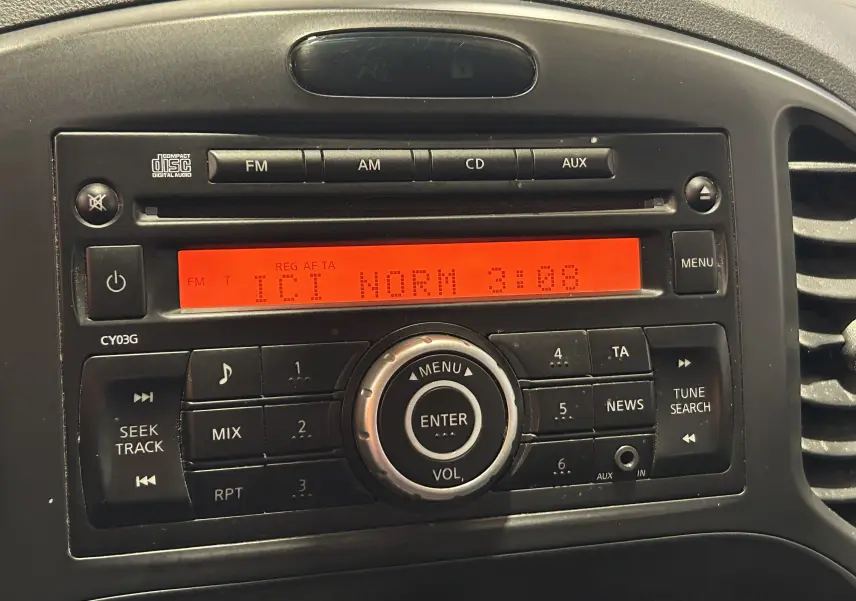 COMPACT
disc
DIGITAL AUDIO
FM AM CD AUX
REG AF TA
FM T ICI NORM 3:08
MENU
CY03G
SEEK
TRACK
1
MIX 2
RPT 3
MENU
ENTER
VOL
4 TA
5 NEWS
6
AUX IN
TUNE
SEARCH